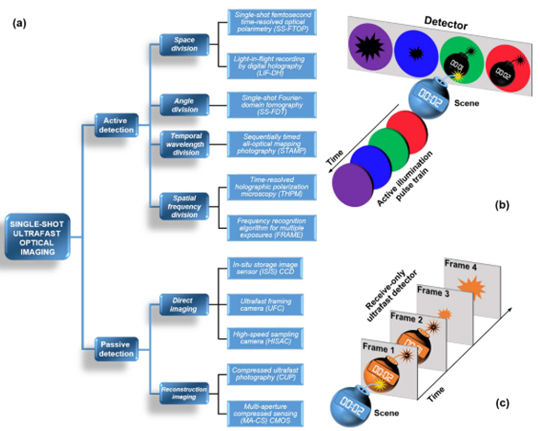 (a)
SINGLE-SHOT
ULTRAFAST
OPTICAL
IMAGING
Active
detection
Passive
detection
Space
division
Angle
division
Temporal
wavelength
division
Spatial
frequency
division
Direct
imaging
Reconstruction
imaging
Single-shot femtosecond
time-resolved optical
polarimetry (SS-FTOP)
Light-in-flight recording
by digital holography
(LIF-DH)
Single-shot Fourier-
domain tomography
(SS-FDT)
Sequentially timed
all-optical mapping
photography (STAMP)
Time-resolved
holographic polarization
microscopy (THPM)
Frequency recognition
algorithm for multiple
exposures (FRAME)
In-situ storage image
sensor (ISIS) CCD
Ultrafast framing
camera (UFC)
High-speed sampling
camera (HISAC)
Compressed ultrafast
photography (CUP)
Multi-aperture
compressed sensing
(MA-CS) CMOS
Detector
00:01
00:02
00:02
Scene
Time
Active illumination
pulse train
(b)
Frame 4
Frame 3
Frame 2
Frame 1
Receive-only
ultrafast detector
00:02
00:02
Scene
Time
(c)